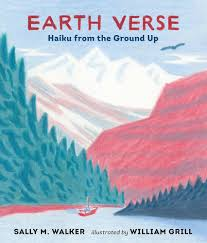 EARTH VERSE
Haiku from the Ground Up
SALLY M. WALKER illustrated by WILLIAM GRILL